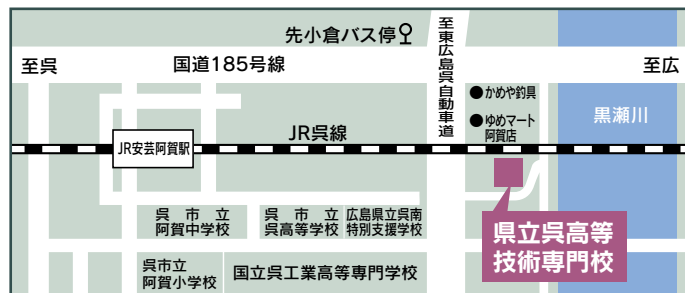 先小倉バス停
至東広島呉自動車道
至呉
国道185号線
至広
かめや釣具
ゆめマート
阿賀店
黒瀬川
JR呉線
JR安芸阿賀駅
呉市立
阿賀中学校
呉市立
呉高等学校
広島県立呉南
特別支援学校
県立呉高等
技術専門校
呉市立
阿賀小学校
国立呉工業高等専門学校